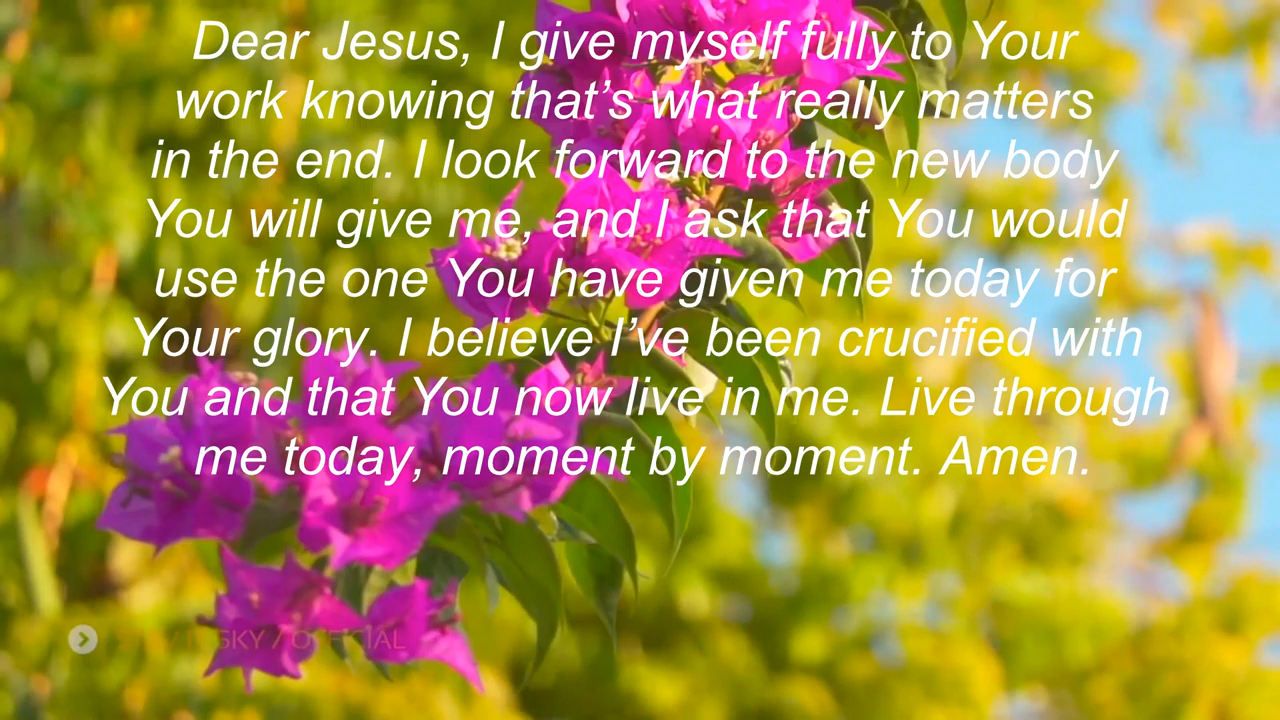 Dear Jesus, I give myself fully to Your
work knowing that’s what really matters
in the end. I look forward to the new body
You will give me, and I ask that You would
use the one You have given me today for
Your glory. I believe I’ve been crucified with
You and that You now live in me. Live through
me today, moment by moment. Amen.
SKY / OFFICIAL